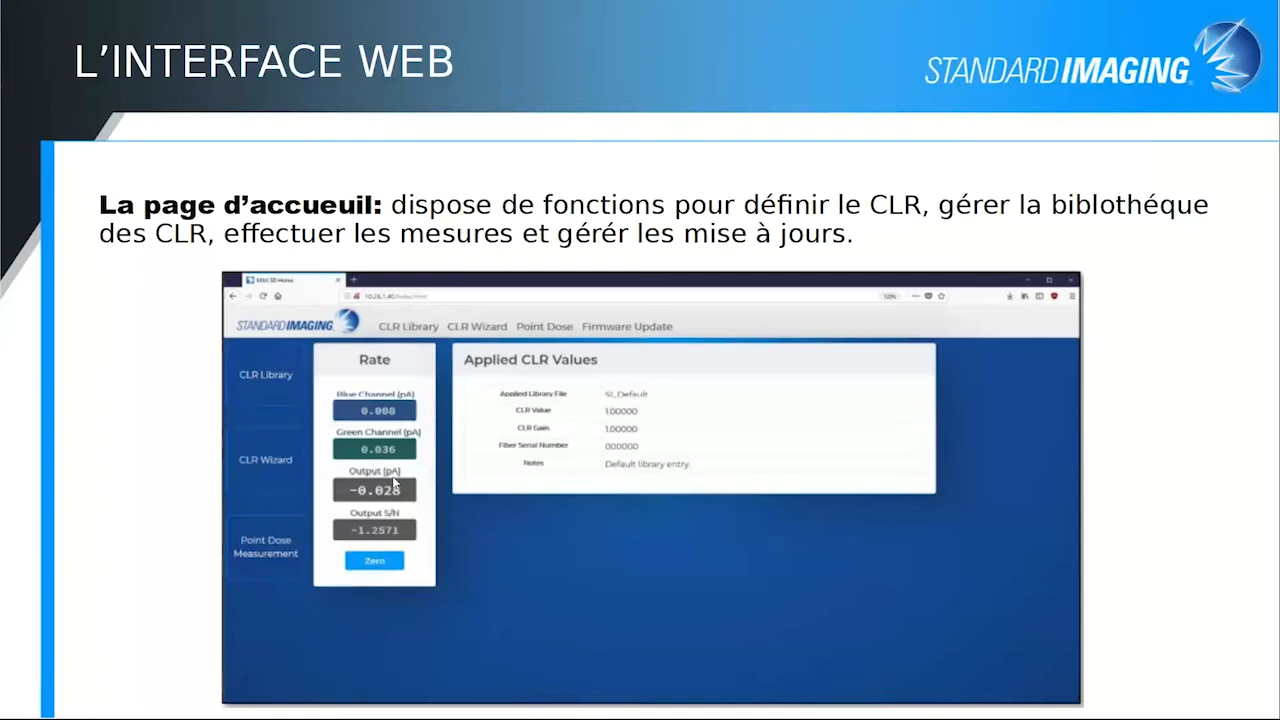 L’INTERFACE WEB
STANDARD IMAGING
La page d’accueuil: dispose de fonctions pour définir le CLR, gérer la biblothéque
des CLR, effectuer les mesures et gérér les mise à jours.
STANDARD IMAGING
CLR Library CLR Wizard Point Dose Firmware Update
CLR Library
CLR Wizard
Point Dose
Measurement
Rate
Blue Channel (pA)
0.008
Green Channel (pA)
0.036
Output (pA)
-0.028
Output S/N
-1.2571
Zero
Applied CLR Values
Applied Library File SI_Default
CLR Value 1.00000
CLR Gain 1.00000
Fiber Serial Number 000000
Notes Default library entry.